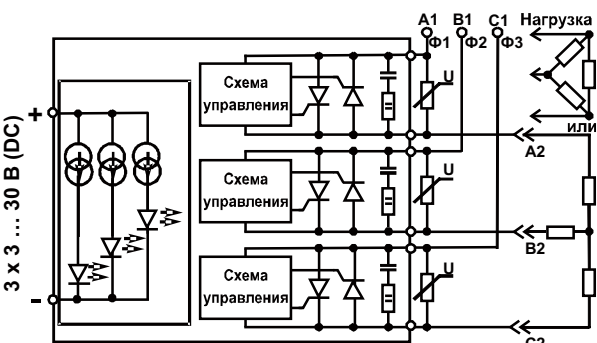 A1 B1 C1 Нагрузка
Ф1 Ф2 Ф3
U
Схема
управления
или
A2
+
3 x 3 ... 30 В (DC)
-
U
Схема
управления
B2
U
Схема
управления
C2